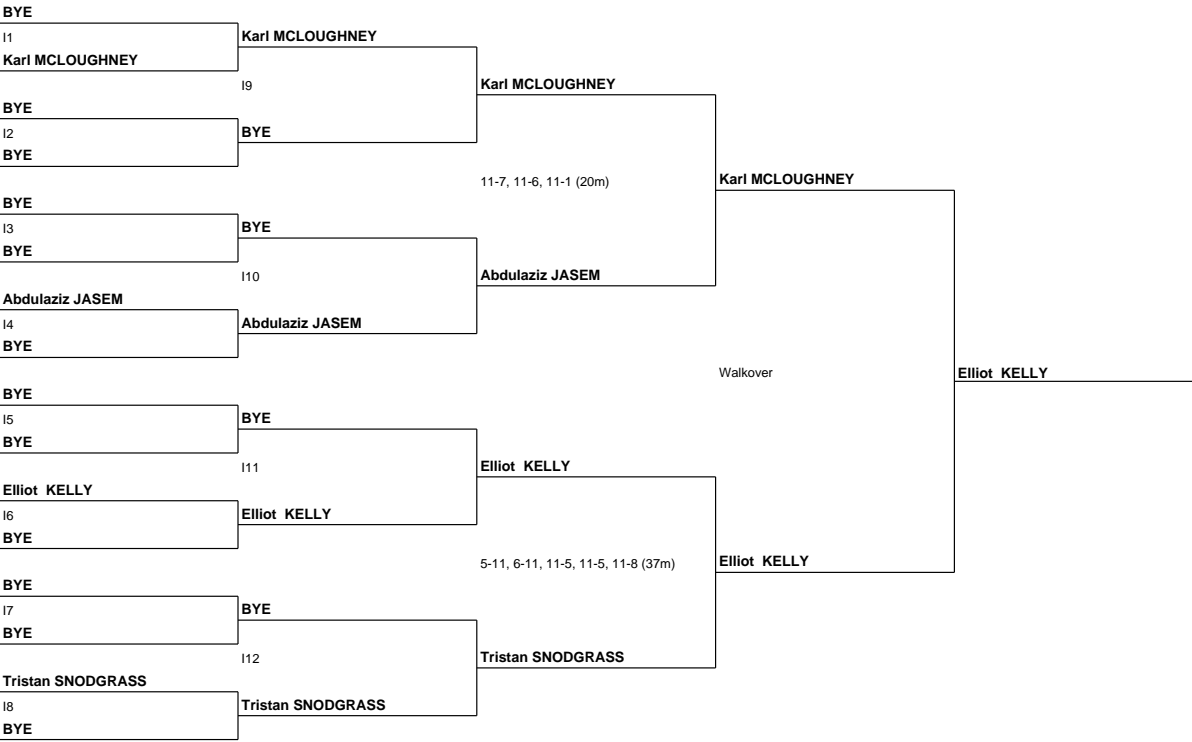 BYE
I1
Karl MCLOUGHNEY
BYE
I2
BYE
BYE
I3
BYE
Abdulaziz JASEM
I4
BYE
BYE
I5
BYE
Elliot KELLY
I6
BYE
BYE
I7
BYE
Tristan SNODGRASS
I8
BYE
Karl MCLOUGHNEY
I9
BYE
BYE
I10
Abdulaziz JASEM
BYE
I11
Elliot KELLY
BYE
I12
Tristan SNODGRASS
Karl MCLOUGHNEY
11-7, 11-6, 11-1 (20m)
Abdulaziz JASEM
Elliot KELLY
5-11, 6-11, 11-5, 11-5, 11-8 (37m)
Tristan SNODGRASS
Karl MCLOUGHNEY
Walkover
Elliot KELLY
Elliot KELLY